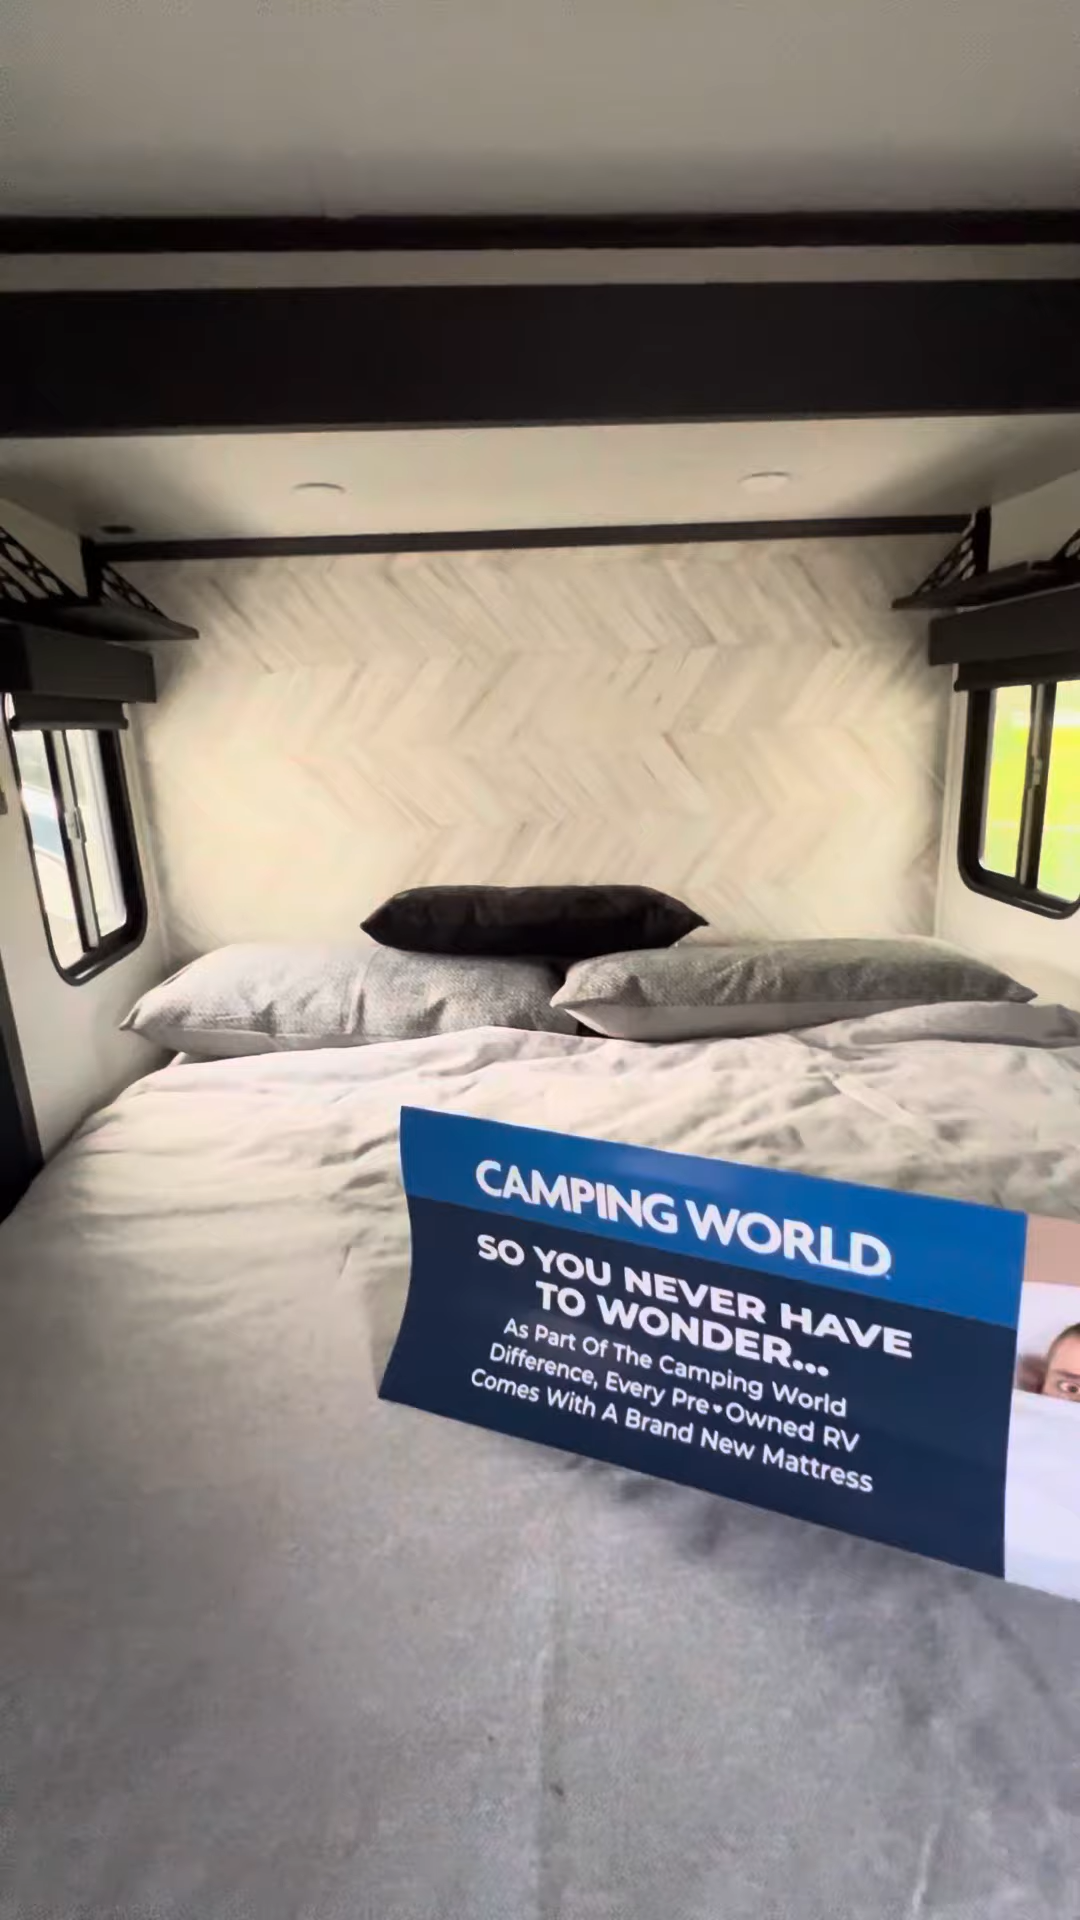 CAMPING WORLD
SO YOU NEVER HAVE
TO WONDER...
As Part Of The Camping World
Difference, Every Pre-Owned RV
Comes With A Brand New Mattress